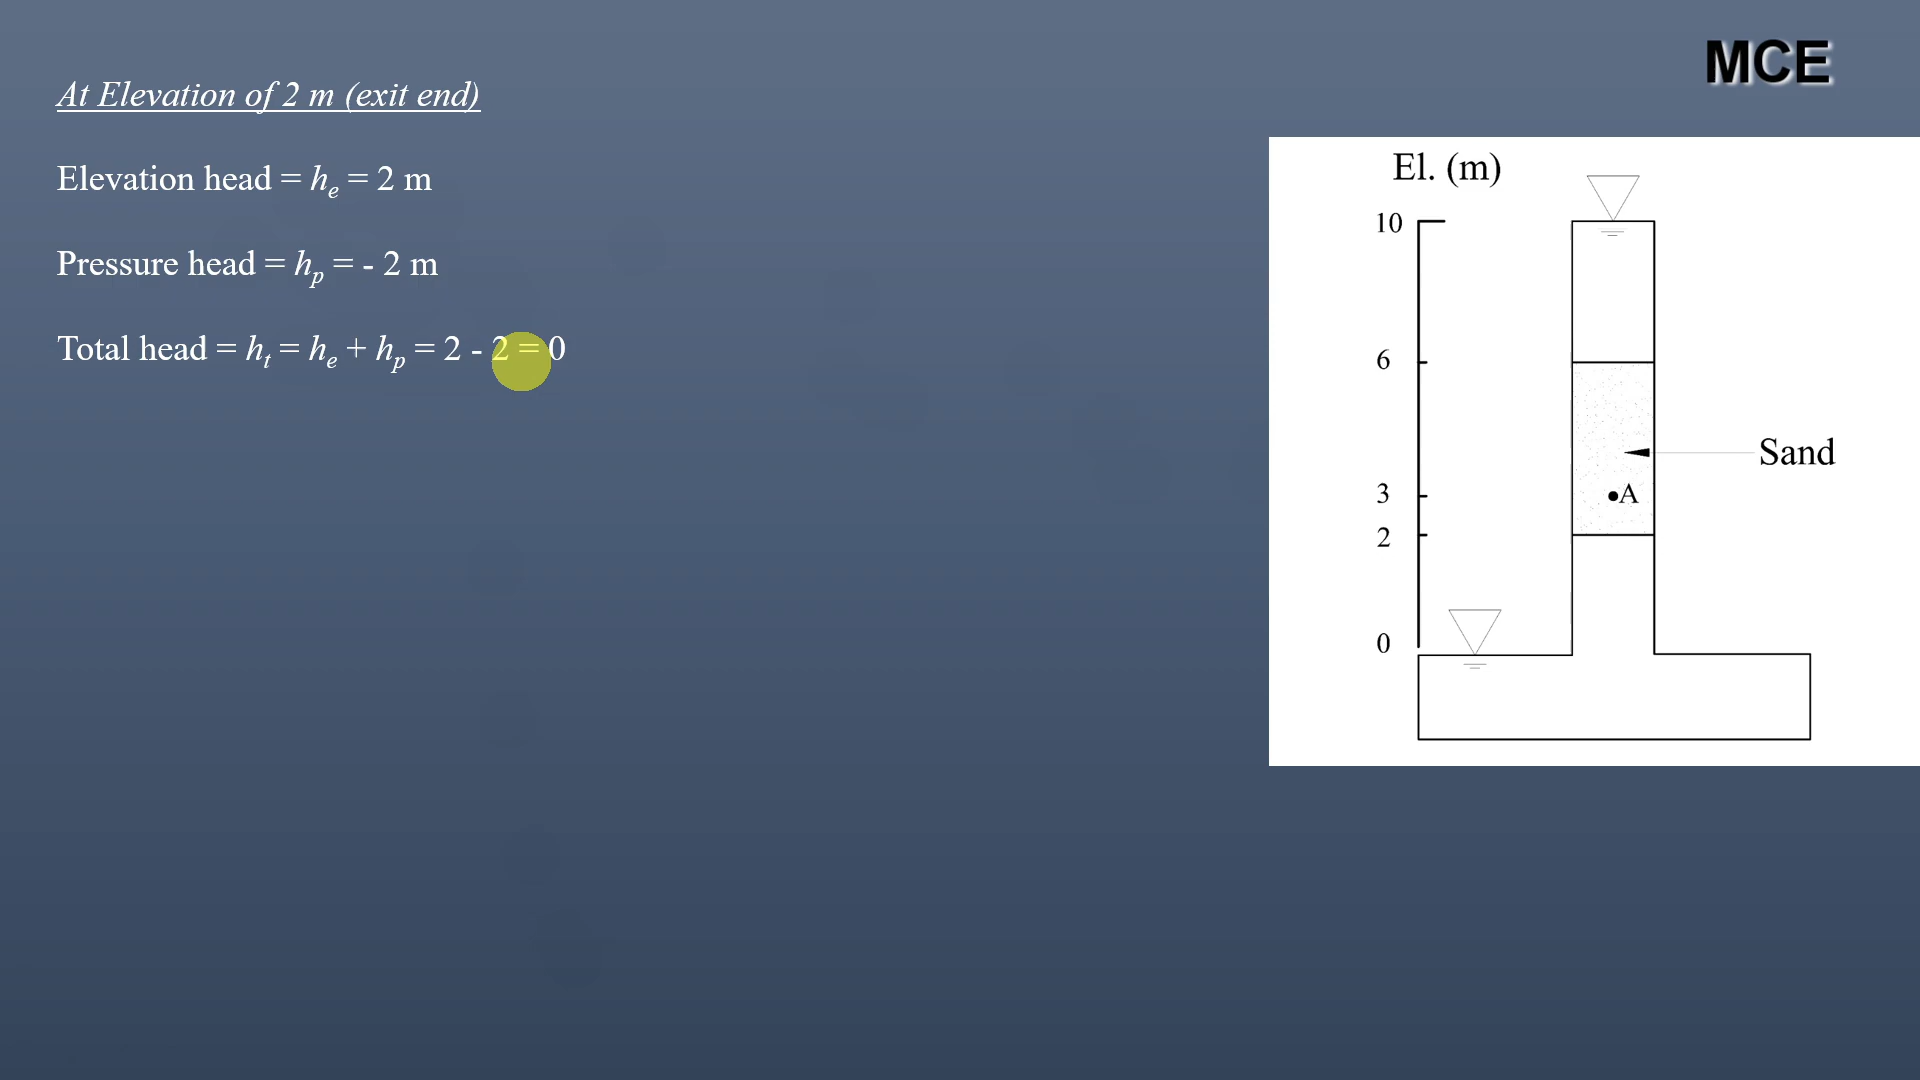 MCE
At Elevation of 2 m (exit end)
Elevation head = hₑ = 2 m
Pressure head = hₚ = - 2 m
Total head = hₜ = hₑ + hₚ = 2 - 2 = 0
El. (m)
10
6
Sand
3
A
2
0